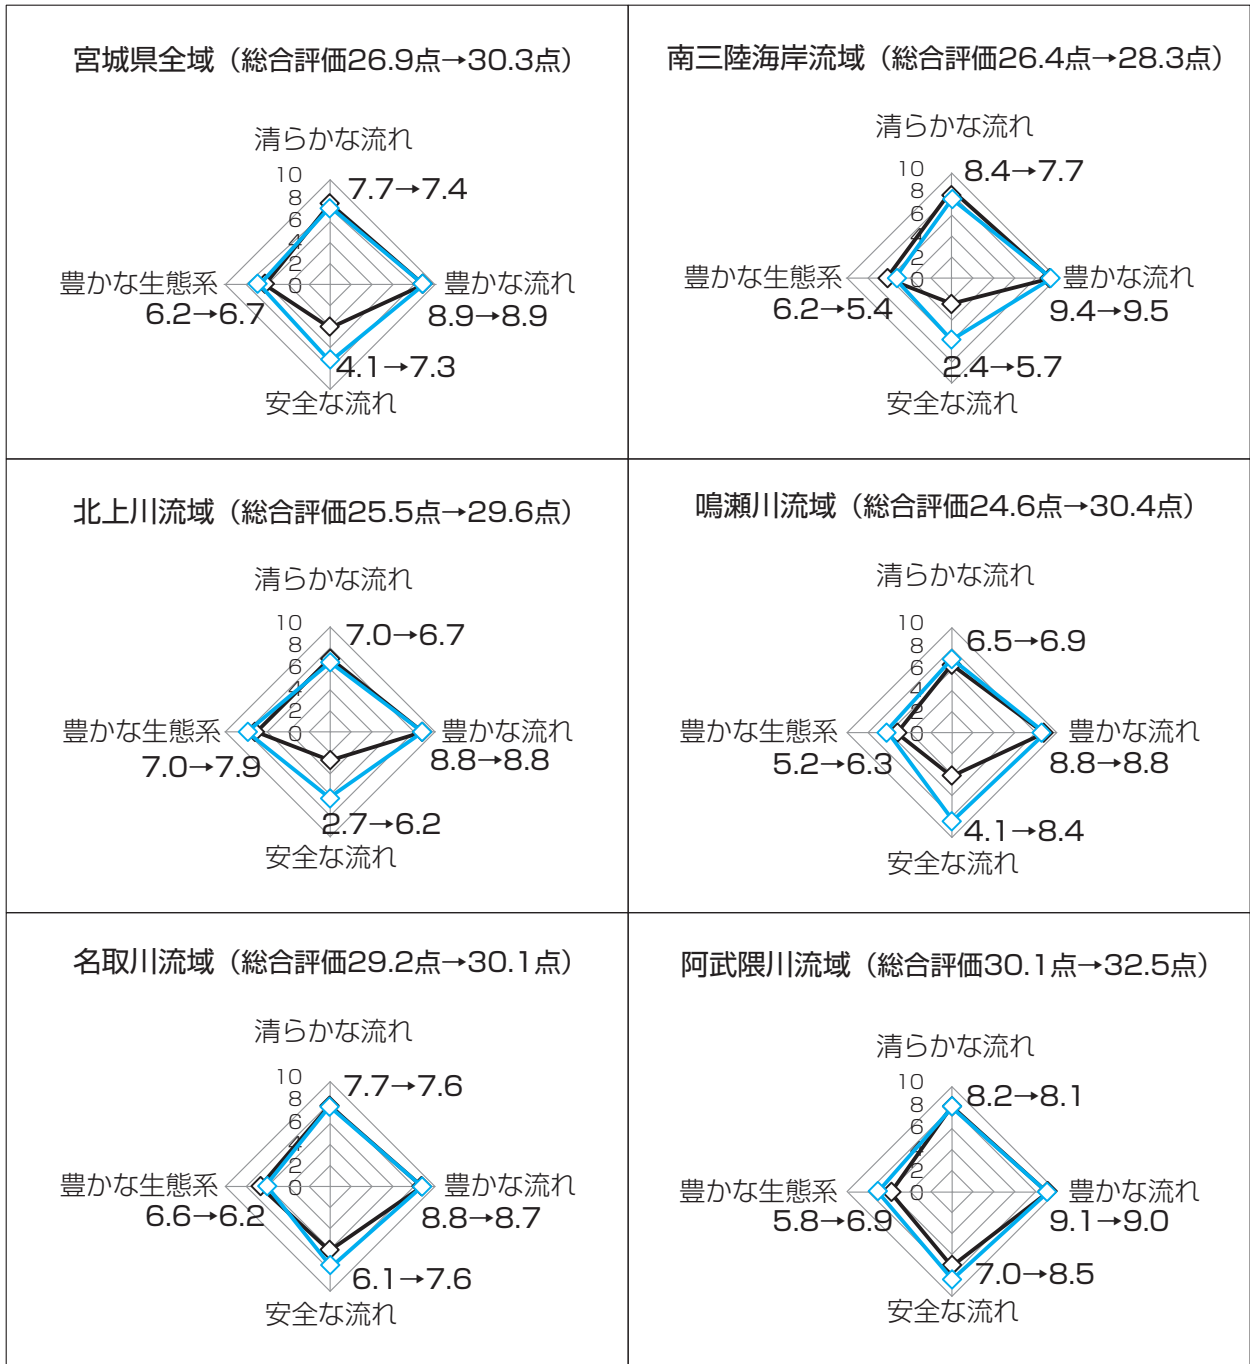 宮城県全域（総合評価26.9点→30.3点）
清らかな流れ
10
8
6
4
2
0
7.7→7.4
豊かな生態系
6.2→6.7
豊かな流れ
8.9→8.9
4.1→7.3
安全な流れ
南三陸海岸流域（総合評価26.4点→28.3点）
清らかな流れ
10
8
6
4
2
0
8.4→7.7
豊かな生態系
6.2→5.4
豊かな流れ
9.4→9.5
2.4→5.7
安全な流れ
北上川流域（総合評価25.5点→29.6点）
清らかな流れ
10
8
6
4
2
0
7.0→6.7
豊かな生態系
7.0→7.9
豊かな流れ
8.8→8.8
2.7→6.2
安全な流れ
鳴瀬川流域（総合評価24.6点→30.4点）
清らかな流れ
10
8
6
4
2
0
6.5→6.9
豊かな生態系
5.2→6.3
豊かな流れ
8.8→8.8
4.1→8.4
安全な流れ
名取川流域（総合評価29.2点→30.1点）
清らかな流れ
10
8
6
4
2
0
7.7→7.6
豊かな生態系
6.6→6.2
豊かな流れ
8.8→8.7
6.1→7.6
安全な流れ
阿武隈川流域（総合評価30.1点→32.5点）
清らかな流れ
10
8
6
4
2
0
8.2→8.1
豊かな生態系
5.8→6.9
豊かな流れ
9.1→9.0
7.0→8.5
安全な流れ